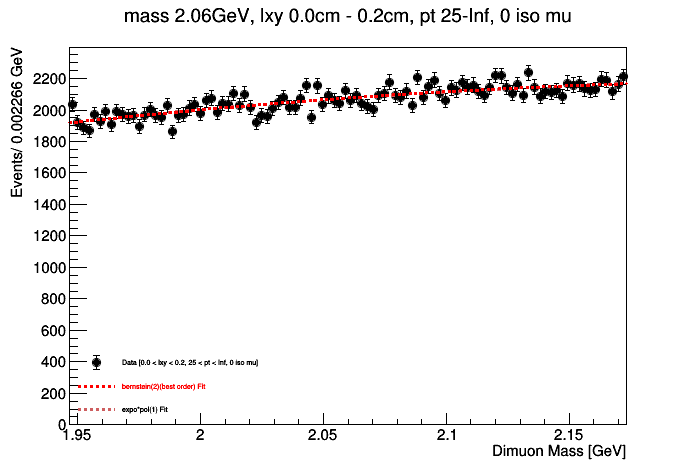 mass 2.06GeV, lxy 0.0cm - 0.2cm, pt 25-Inf, 0 iso mu
Events/ 0.002266 GeV
2200
2000
1800
1600
1400
1200
1000
800
600
400
200
0
Data [0.0 < lxy < 0.2, 25 < pt < Inf, 0 iso mu]
bernstain(2)(best order) Fit
expo*pol(1) Fit
1.95 2 2.05 2.1 2.15
Dimuon Mass [GeV]